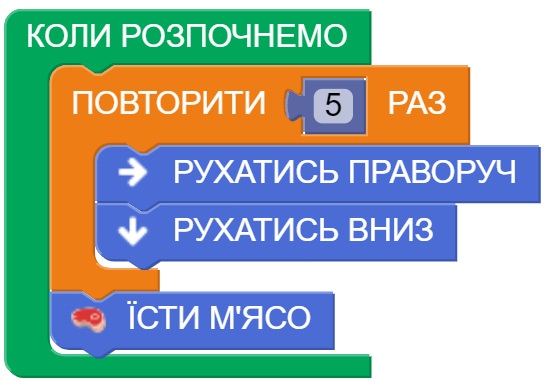 КОЛИ РОЗПОЧНЕМО
ПОВТОРИТИ 5 РАЗ
РУХАТИСЬ ПРАВОРУЧ
РУХАТИСЬ ВНИЗ
ЇСТИ М'ЯСО